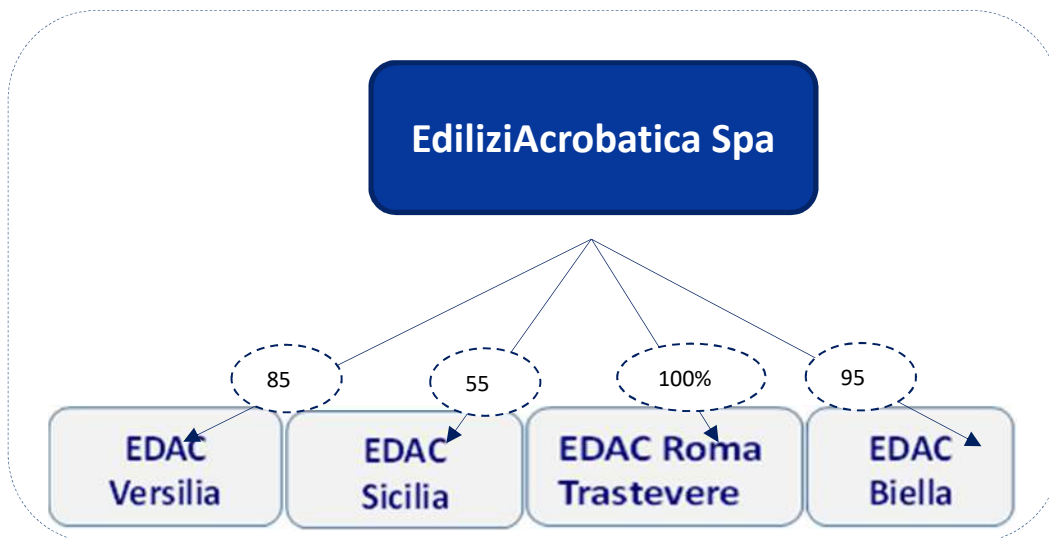 EdiliziAcrobatica Spa
85
55
100%
95
EDAC
Versilia
EDAC
Sicilia
EDAC Roma
Trastevere
EDAC
Biella